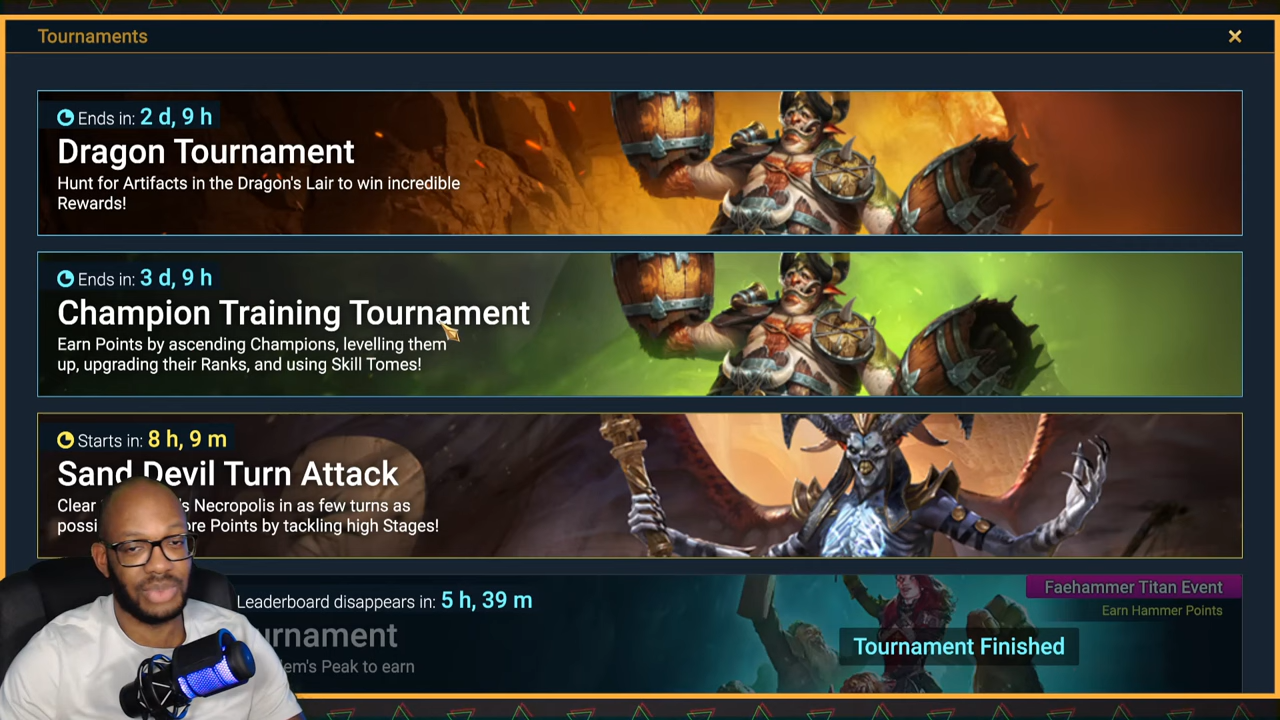 Tournaments
Ends in: 2 d, 9 h
Dragon Tournament
Hunt for Artifacts in the Dragon's Lair to win incredible
Rewards!
Ends in: 3 d, 9 h
Champion Training Tournament
Earn Points by ascending Champions, levelling them
up, upgrading their Ranks, and using Skill Tomes!
Starts in: 8 h, 9 m
Sand Devil Turn Attack
Clear Necropolis in as few turns as
Points by tackling high Stages!
Leaderboard disappears in: 5 h, 39 m
Faehammer Titan Event
Earn Hammer Points
Tournament Finished
Peak to earn